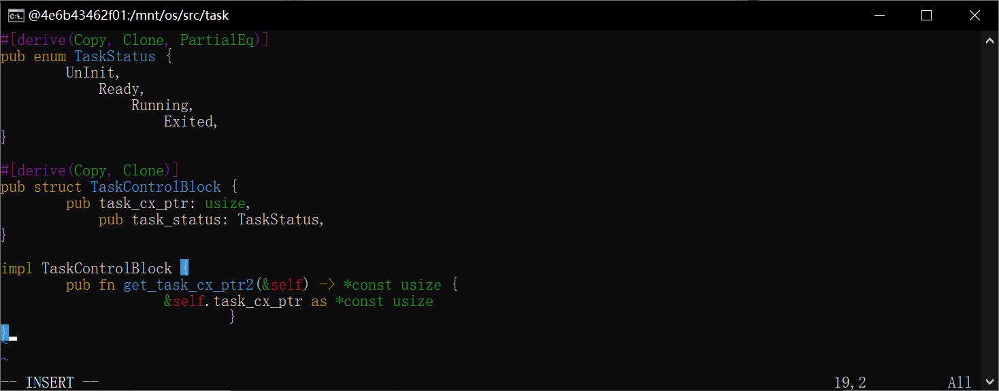 @4e6b43462f01:/mnt/os/src/task
#[derive(Copy, Clone, PartialEq)]
pub enum TaskStatus {
        UnInit,
            Ready,
                Running,
                    Exited,
}
#[derive(Copy, Clone)]
pub struct TaskControlBlock {
        pub task_cx_ptr: usize,
            pub task_status: TaskStatus,
}
impl TaskControlBlock {
        pub fn get_task_cx_ptr2(&self) -> *const usize {
                    &self.task_cx_ptr as *const usize
                            }
}
~
~
-- INSERT -- 19,2 All